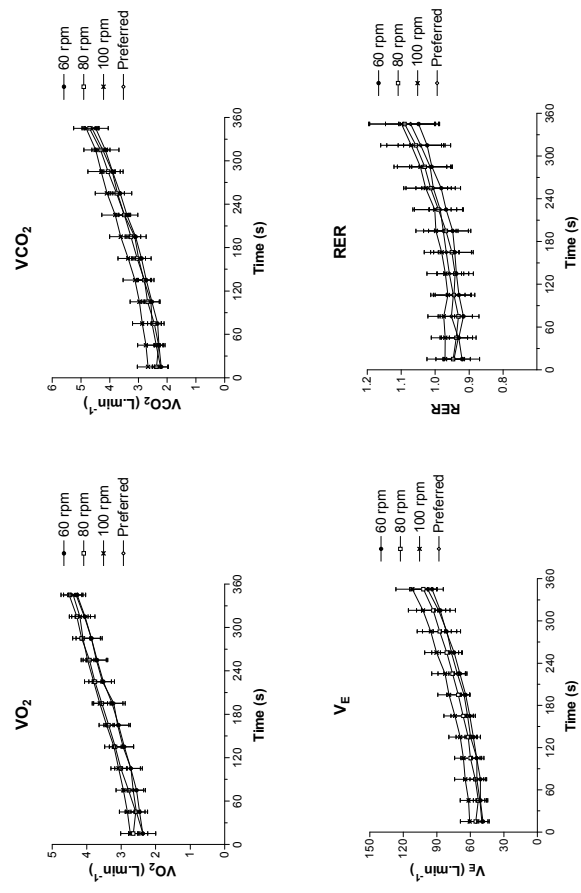 VO₂
60 rpm
80 rpm
100 rpm
Preferred
VO₂ (L.min⁻¹)
5
4
3
2
0
0 60 120 180 240 300 360
Time (s)
VCO₂
60 rpm
80 rpm
100 rpm
Preferred
VCO₂ (L.min⁻¹)
6
5
4
3
2
0
0 60 120 180 240 300 360
Time (s)
V_E
60 rpm
80 rpm
100 rpm
Preferred
V_E (L.min⁻¹)
150
120
90
60
30
0
0 60 120 180 240 300 360
Time (s)
RER
60 rpm
80 rpm
100 rpm
Preferred
RER
1.2
1.1
1.0
0.9
0.8
0 60 120 180 240 300 360
Time (s)